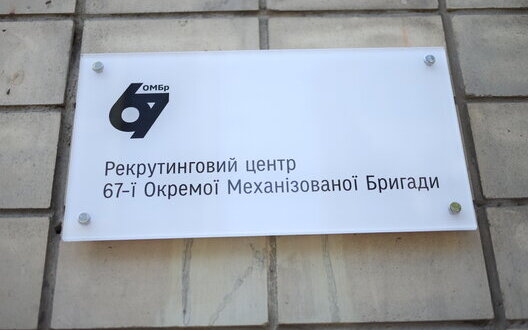 ОМБр
67
Рекрутинговий центр
67-ї Окремої Механізованої Бригади